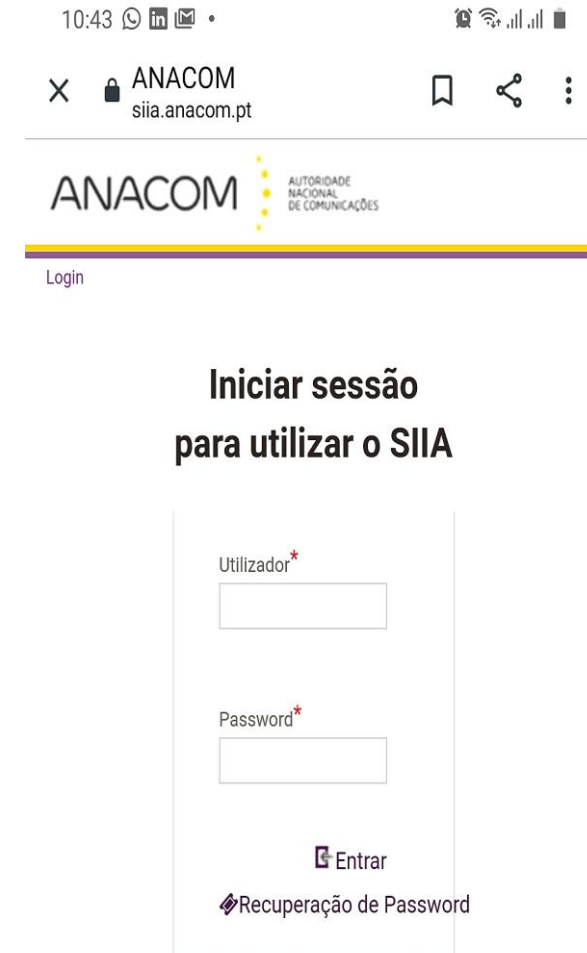 10:43
ANACOM
siia.anacom.pt
ANACOM
AUTORIDADE
NACIONAL
DE COMUNICAÇÕES
Login
Iniciar sessão
para utilizar o SIIA
Utilizador*
Password*
Entrar
Recuperação de Password